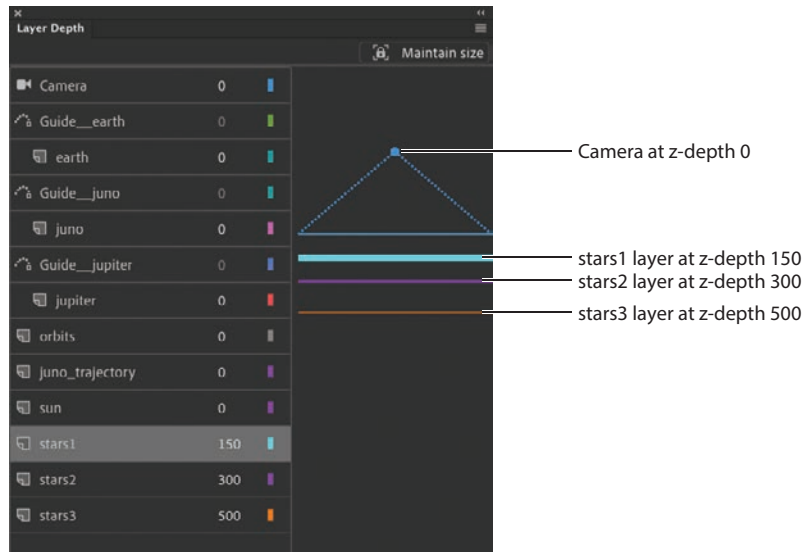 Layer Depth
Maintain size
Camera 0
Guide__earth 0
earth 0
Guide__juno 0
juno 0
Guide__jupiter 0
jupiter 0
orbits 0
juno_trajectory 0
sun 0
stars1 150
stars2 300
stars3 500
Camera at z-depth 0
stars1 layer at z-depth 150
stars2 layer at z-depth 300
stars3 layer at z-depth 500